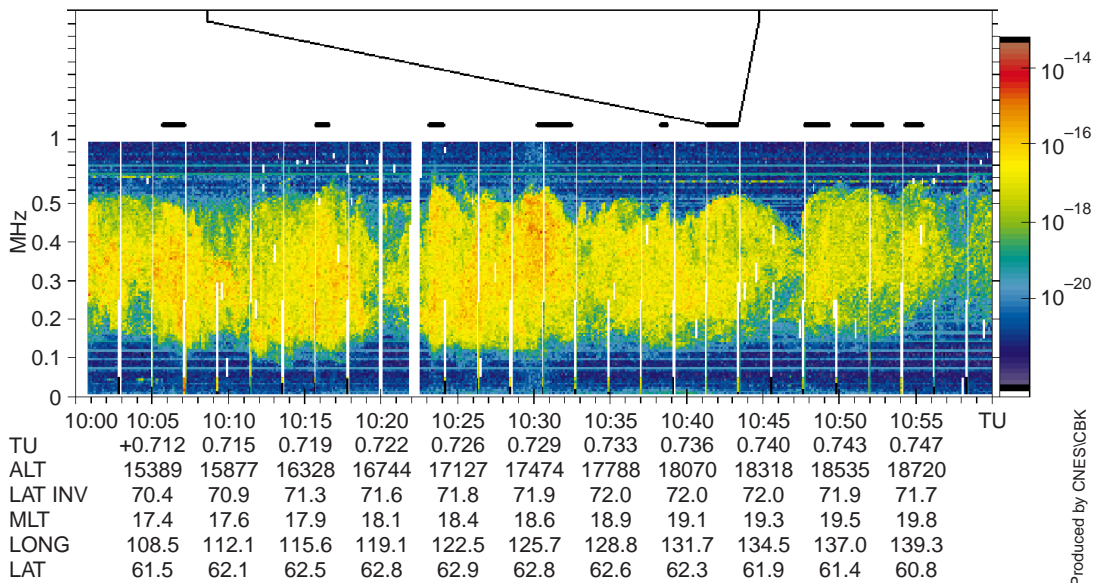 10⁻¹⁴
10⁻¹⁶
10⁻¹⁸
10⁻²⁰
1
0.5
0.4
0.3
0.2
0.1
0
MHz
10:00 10:05 10:10 10:15 10:20 10:25 10:30 10:35 10:40 10:45 10:50 10:55 TU
TU +0.712 0.715 0.719 0.722 0.726 0.729 0.733 0.736 0.740 0.743 0.747
ALT 15389 15877 16328 16744 17127 17474 17788 18070 18318 18535 18720
LAT INV 70.4 70.9 71.3 71.6 71.8 71.9 72.0 72.0 72.0 71.9 71.7
MLT 17.4 17.6 17.9 18.1 18.4 18.6 18.9 19.1 19.3 19.5 19.8
LONG 108.5 112.1 115.6 119.1 122.5 125.7 128.8 131.7 134.5 137.0 139.3
LAT 61.5 62.1 62.5 62.8 62.9 62.8 62.6 62.3 61.9 61.4 60.8
Produced by CNES\CBK